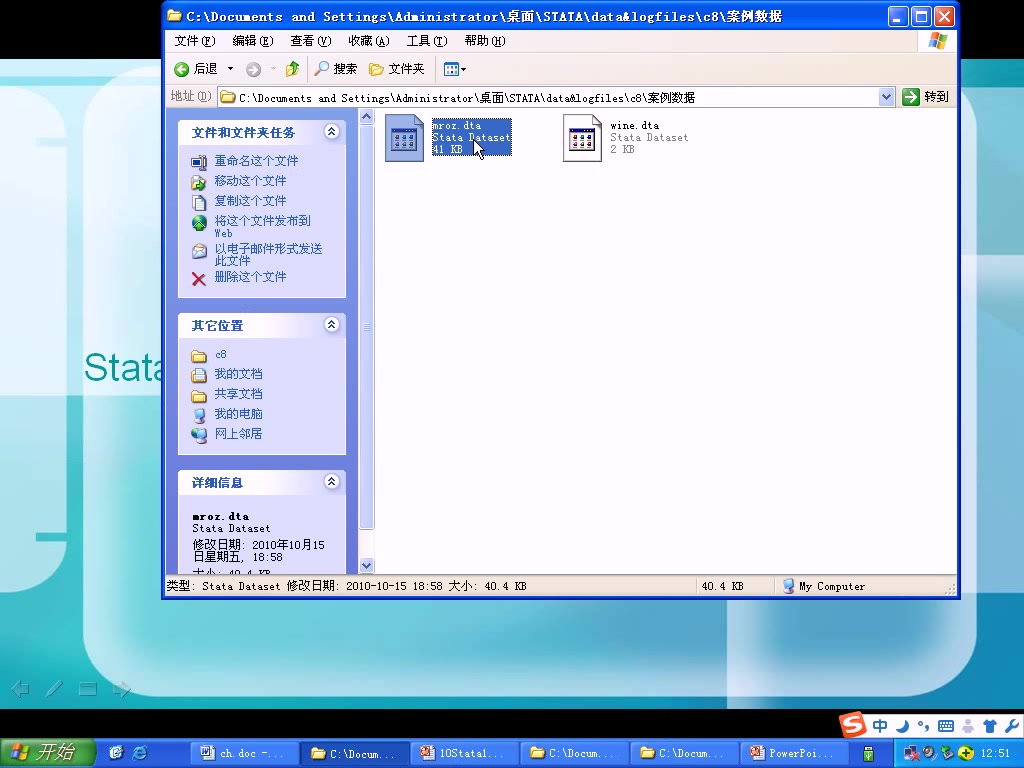 C:\Documents and Settings\Administrator\桌面\STATA\data&logfiles\c8\案例数据
文件(F) 编辑(E) 查看(V) 收藏(A) 工具(T) 帮助(H)
后退 搜索 文件夹
地址(D) C:\Documents and Settings\Administrator\桌面\STATA\data&logfiles\c8\案例数据 转到
文件和文件夹任务
重命名这个文件
移动这个文件
复制这个文件
将这个文件发布到
Web
以电子邮件形式发送
此文件
删除这个文件
其它位置
c8
我的文档
共享文档
我的电脑
网上邻居
详细信息
mroz.dta
Stata Dataset
修改日期: 2010年10月15
日星期五, 18:58
大小: 40.4 KB
mroz.dta
Stata Dataset
41 KB
wine.dta
Stata Dataset
2 KB
类型: Stata Dataset 修改日期: 2010-10-15 18:58 大小: 40.4 KB 40.4 KB My Computer
Stata
S 中
开始 ch.doc -... C:\Docum... 10Stata1... C:\Docum... C:\Docum... PowerPoi... 12:51